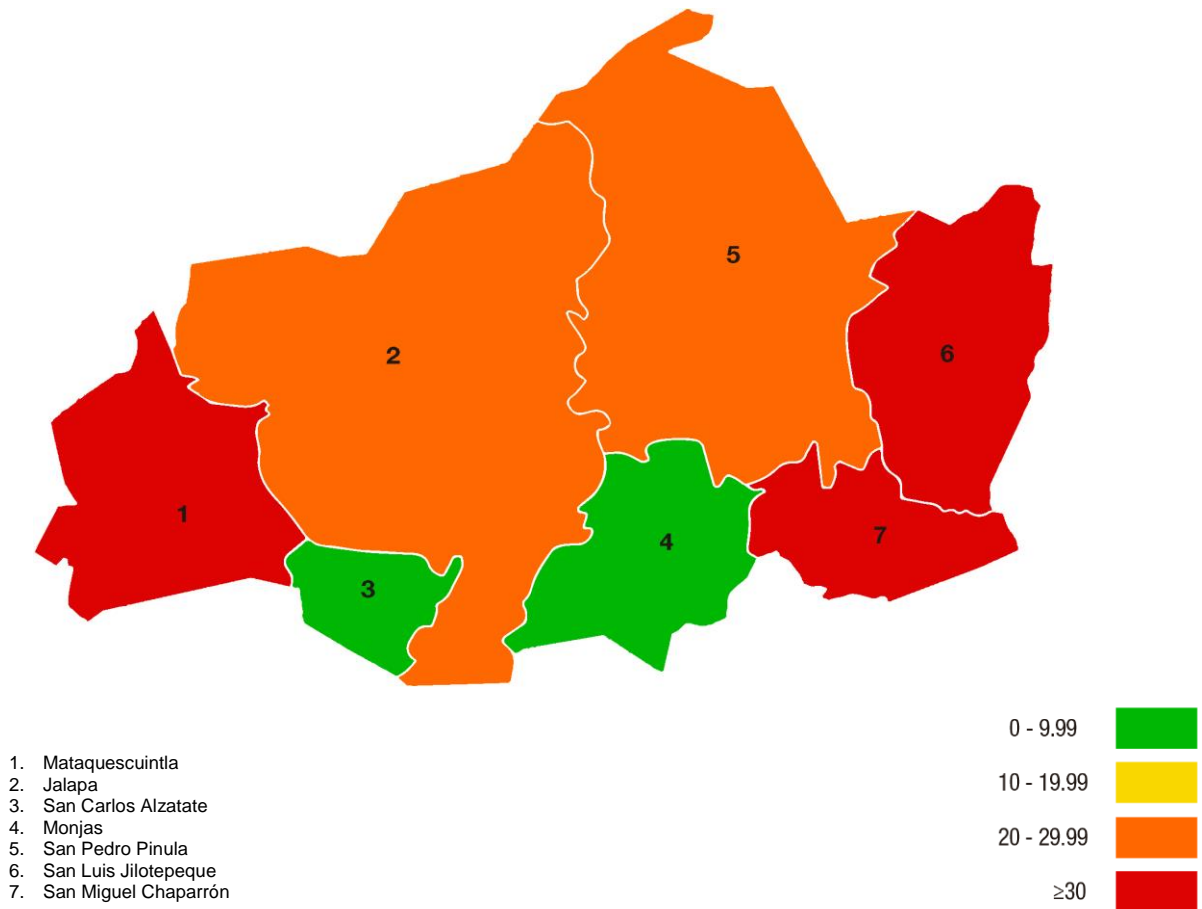 5
2
6
1
4
7
3
0 - 9.99
10 - 19.99
20 - 29.99
≥30
1. Mataquescuintla
2. Jalapa
3. San Carlos Alzatate
4. Monjas
5. San Pedro Pinula
6. San Luis Jilotepeque
7. San Miguel Chaparrón